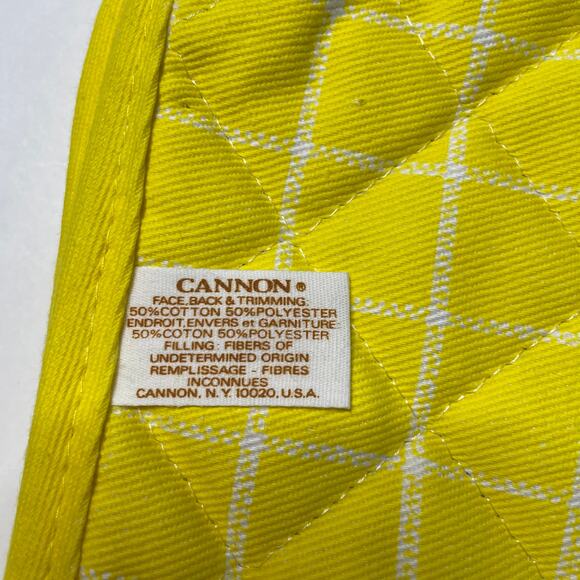 CANNON®
FACE, BACK & TRIMMING:
50%COTTON 50%POLYESTER
ENDROIT, ENVERS et GARNITURE:
50%COTON 50%POLYESTER
FILLING: FIBERS OF
UNDETERMINED ORIGIN
REMPLISSAGE - FIBRES
INCONNUES
CANNON, N.Y. 10020, U.S.A.